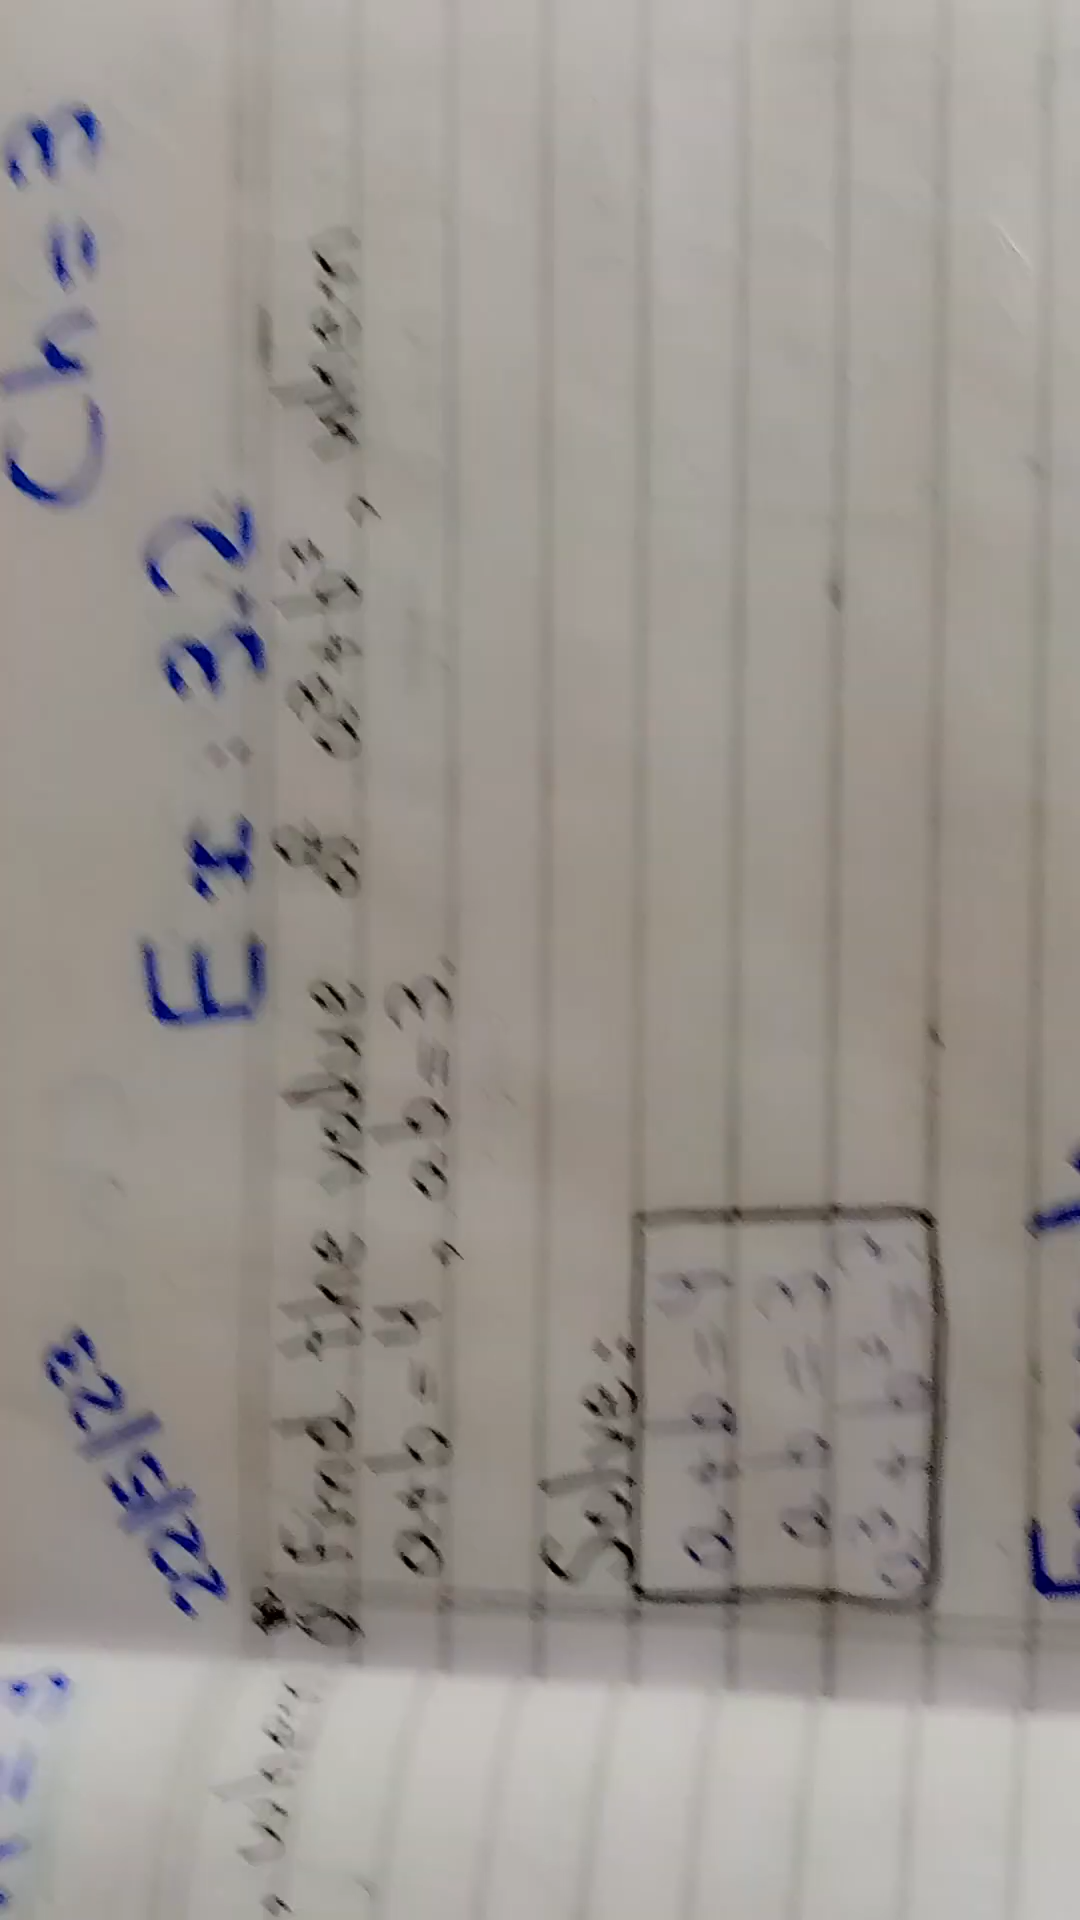 Ch = 3
22/5/23
Ex: 3.2
Find the value of a³+b³, when
a+b=4, ab=3.
Solve:
a+b=4
ab=3
a³+b³=?